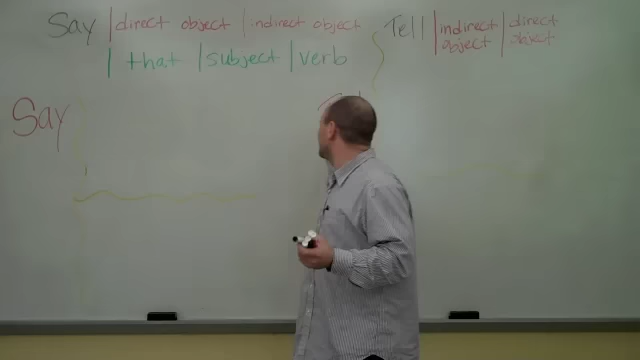 Say | direct object | indirect object
| that | subject | verb
Tell | indirect object | direct object
Say